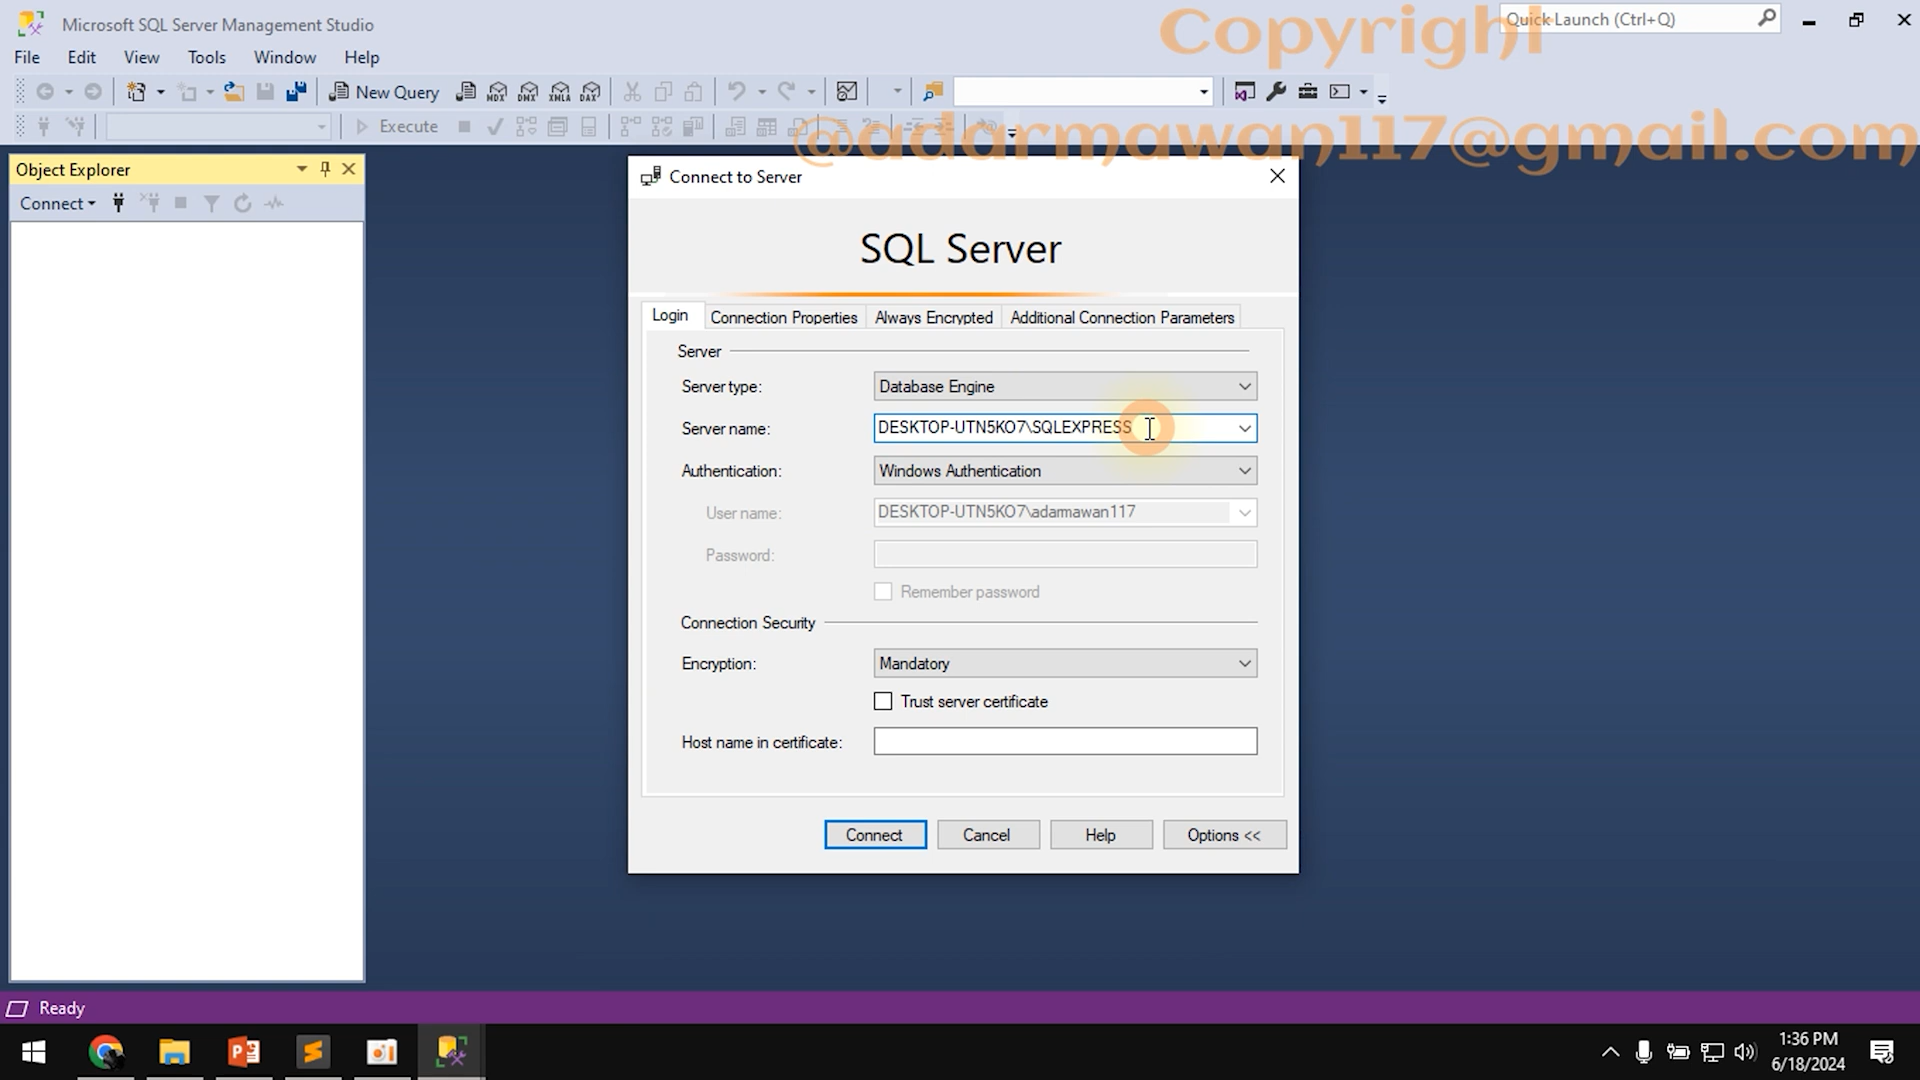 Microsoft SQL Server Management Studio
Quick Launch (Ctrl+Q)
Copyright
File Edit View Tools Window Help
New Query MDX DMX XMLA DAX
Execute
@adarmawan117@gmail.com
Object Explorer
Connect
Connect to Server
SQL Server
Login Connection Properties Always Encrypted Additional Connection Parameters
Server
Server type: Database Engine
Server name: DESKTOP-UTN5KO7\SQLEXPRESS
Authentication: Windows Authentication
User name: DESKTOP-UTN5KO7\adarmawan117
Password:
Remember password
Connection Security
Encryption: Mandatory
Trust server certificate
Host name in certificate:
Connect Cancel Help Options <<
Ready
1:36 PM
6/18/2024